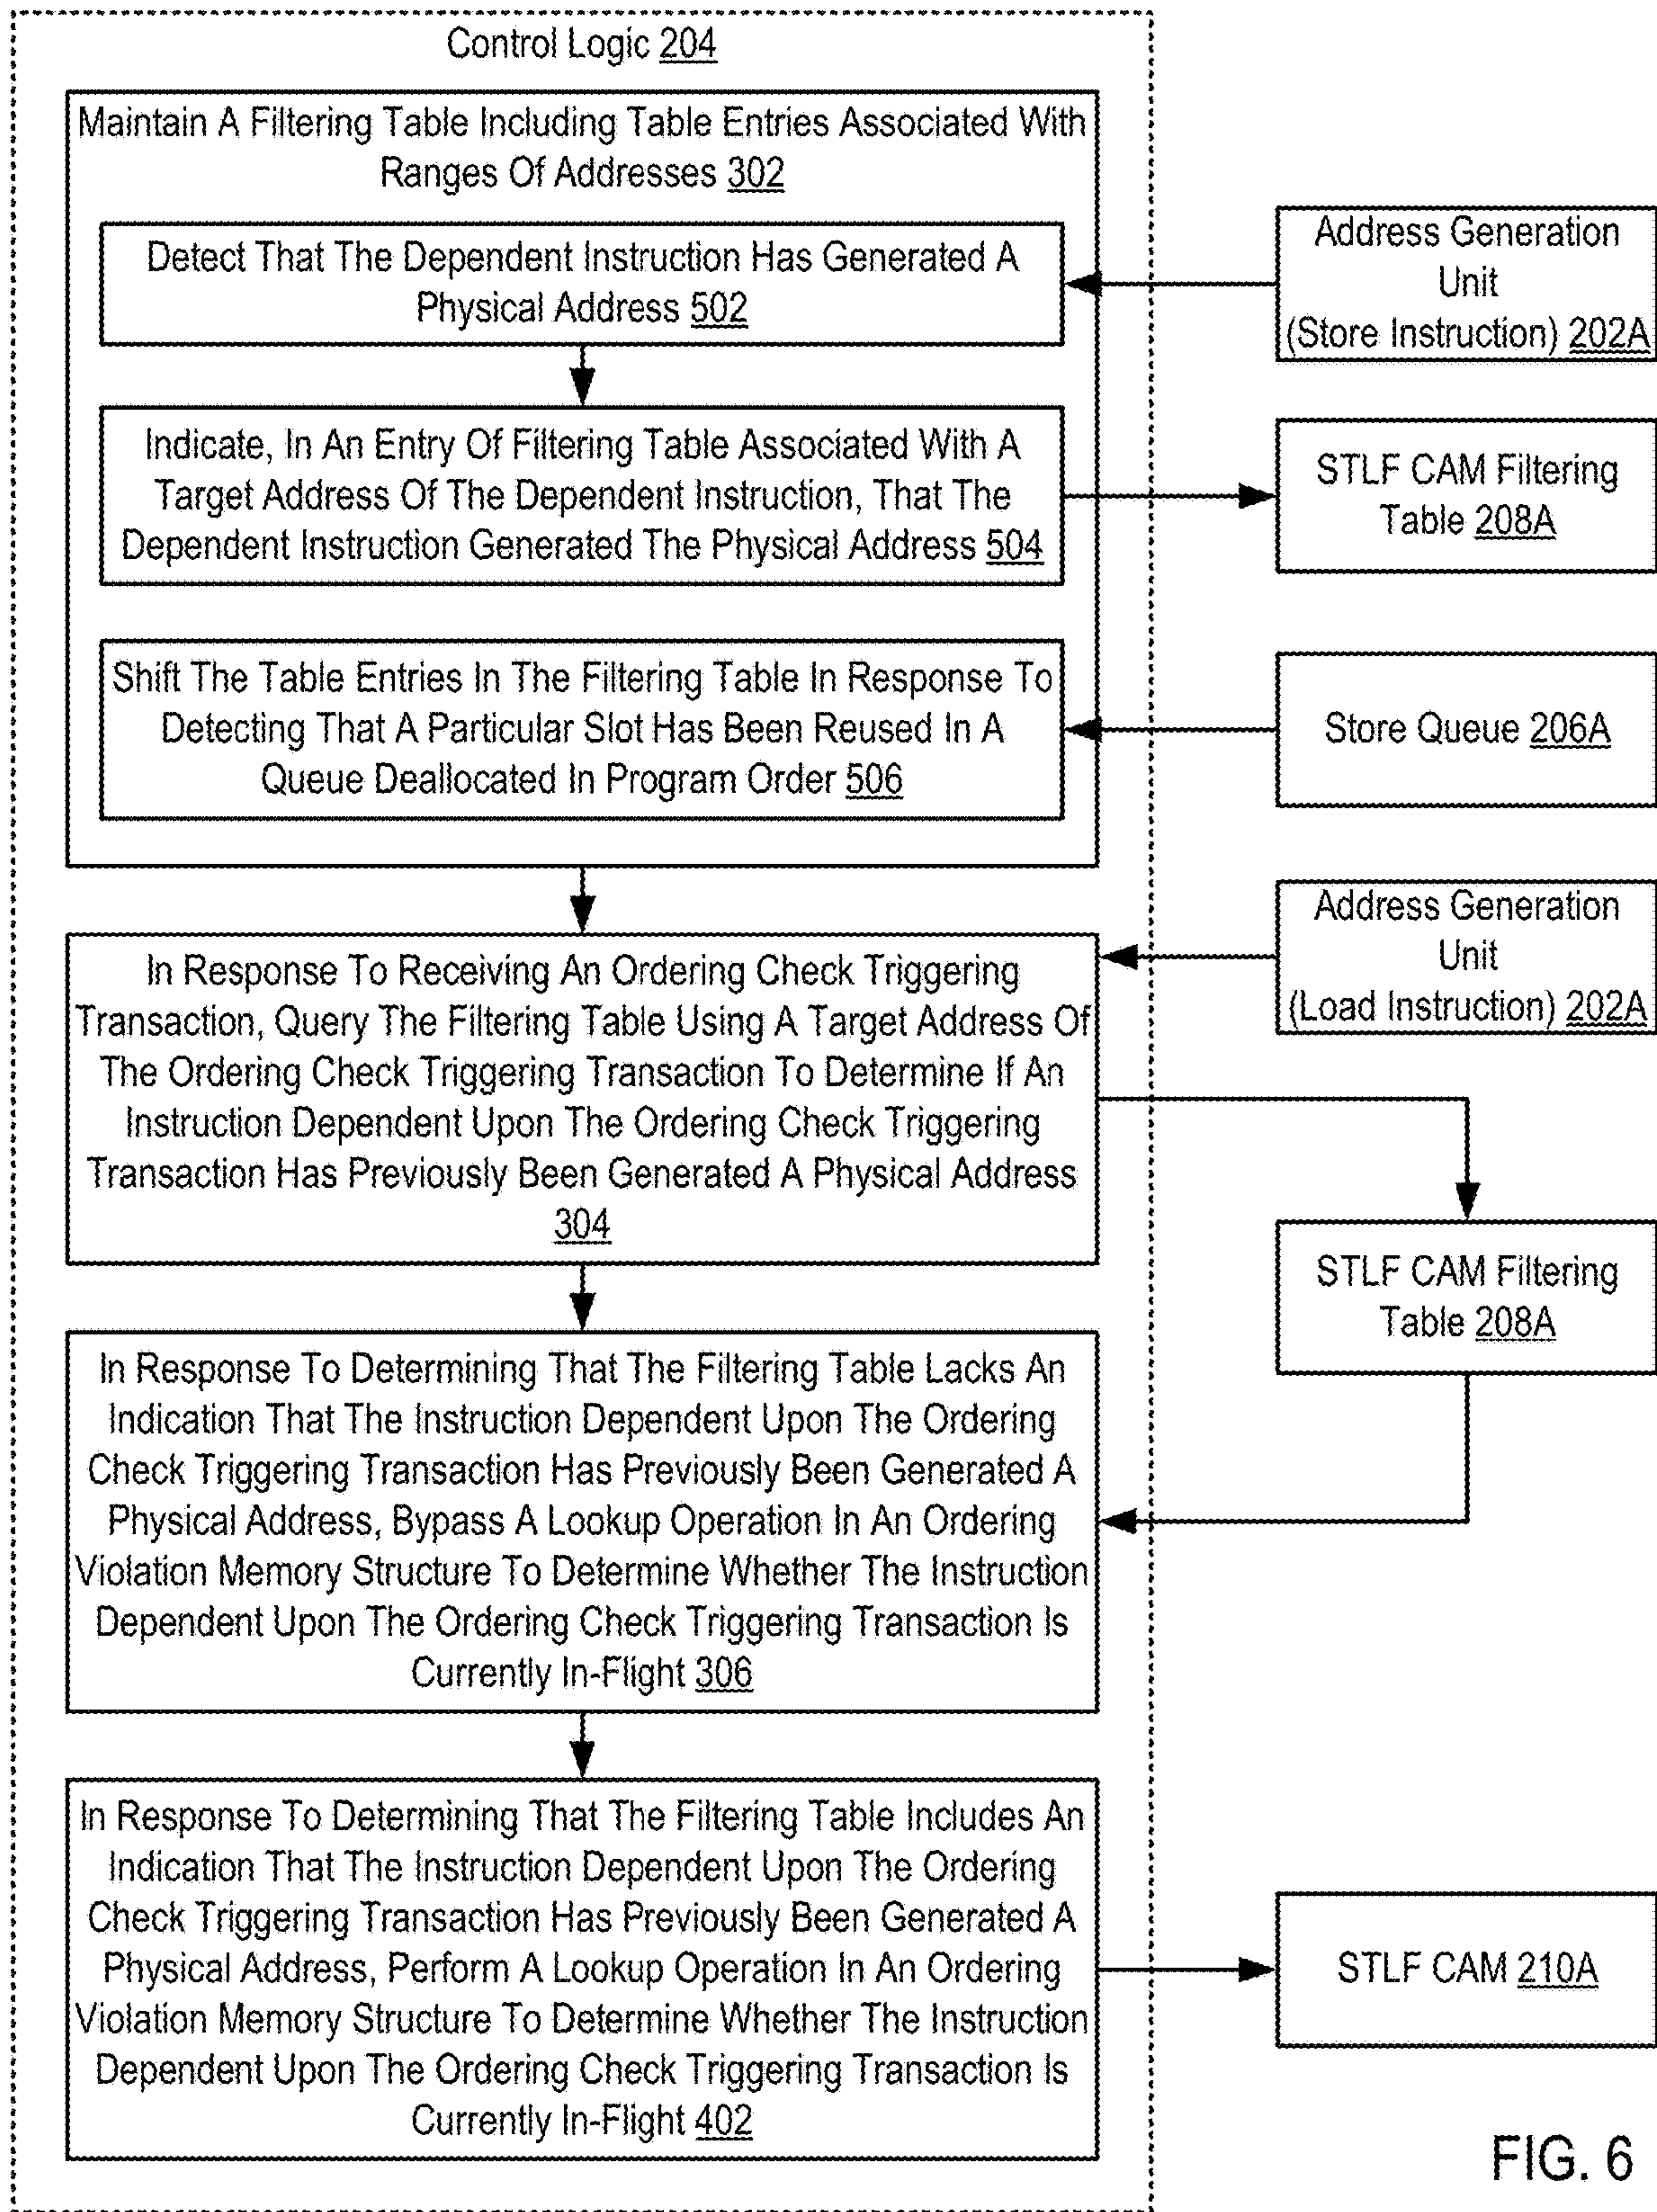 Control Logic 204
Maintain A Filtering Table Including Table Entries Associated With
Ranges Of Addresses 302
Detect That The Dependent Instruction Has Generated A
Physical Address 502
Address Generation
Unit
(Store Instruction) 202A
Indicate, In An Entry Of Filtering Table Associated With A
Target Address Of The Dependent Instruction, That The
Dependent Instruction Generated The Physical Address 504
STLF CAM Filtering
Table 208A
Shift The Table Entries In The Filtering Table In Response To
Detecting That A Particular Slot Has Been Reused In A
Queue Deallocated In Program Order 506
Store Queue 206A
Address Generation
Unit
(Load Instruction) 202A
In Response To Receiving An Ordering Check Triggering
Transaction, Query The Filtering Table Using A Target Address Of
The Ordering Check Triggering Transaction To Determine If An
Instruction Dependent Upon The Ordering Check Triggering
Transaction Has Previously Been Generated A Physical Address
304
STLF CAM Filtering
Table 208A
In Response To Determining That The Filtering Table Lacks An
Indication That The Instruction Dependent Upon The Ordering
Check Triggering Transaction Has Previously Been Generated A
Physical Address, Bypass A Lookup Operation In An Ordering
Violation Memory Structure To Determine Whether The Instruction
Dependent Upon The Ordering Check Triggering Transaction Is
Currently In-Flight 306
In Response To Determining That The Filtering Table Includes An
Indication That The Instruction Dependent Upon The Ordering
Check Triggering Transaction Has Previously Been Generated A
Physical Address, Perform A Lookup Operation In An Ordering
Violation Memory Structure To Determine Whether The Instruction
Dependent Upon The Ordering Check Triggering Transaction Is
Currently In-Flight 402
STLF CAM 210A
FIG. 6